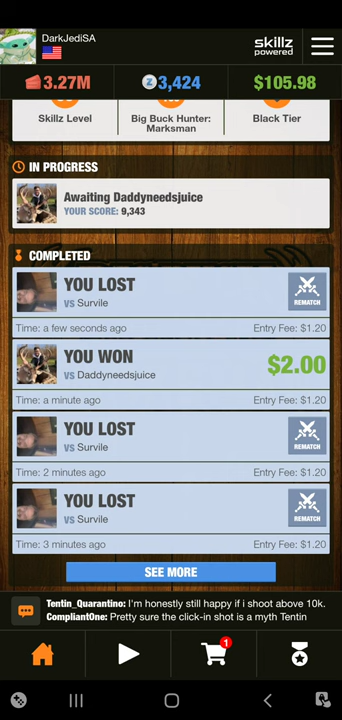 DarkJediSA
skillz
powered
3.27M
Z 3,424
$105.98
Skillz Level
Big Buck Hunter:
Marksman
Black Tier
IN PROGRESS
Awaiting Daddyneedsjuice
YOUR SCORE: 9,343
COMPLETED
YOU LOST
VS Survile
REMATCH
Time: a few seconds ago
Entry Fee: $1.20
YOU WON
VS Daddyneedsjuice
$2.00
Time: a minute ago
Entry Fee: $1.20
YOU LOST
VS Survile
REMATCH
Time: 2 minutes ago
Entry Fee: $1.20
YOU LOST
VS Survile
REMATCH
Time: 3 minutes ago
Entry Fee: $1.20
SEE MORE
Tentin_Quarantino: I'm honestly still happy if i shoot above 10k.
CompliantOne: Pretty sure the click-in shot is a myth Tentin
1